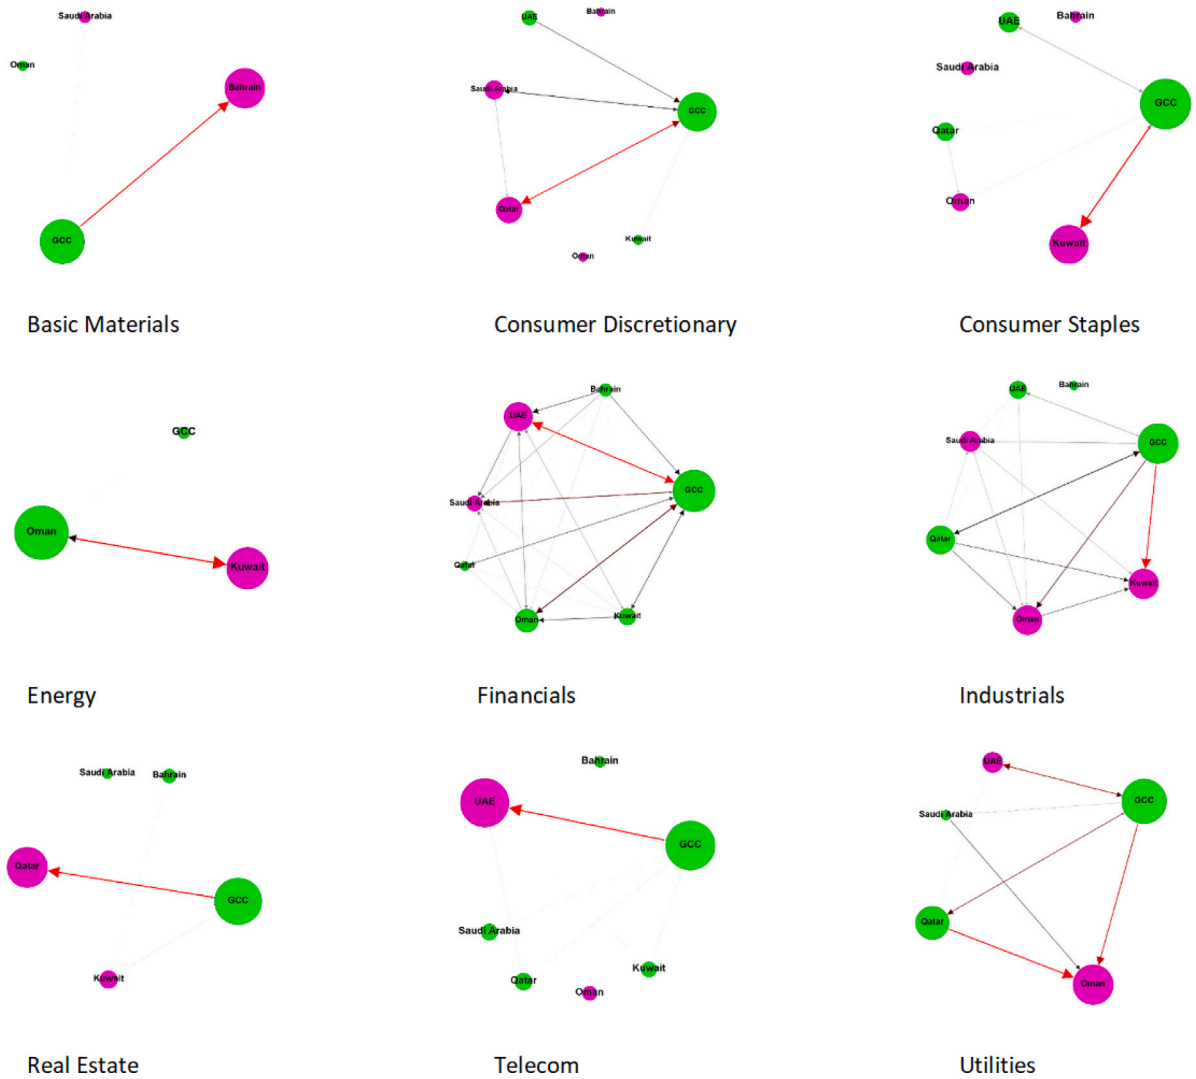 Saudi Arabia
Oman
Bahrain
GCC
Basic Materials
UAE
Bahrain
Saudi Arabia
GCC
Qatar
Kuwait
Oman
Consumer Discretionary
UAE
Bahrain
Saudi Arabia
GCC
Qatar
Oman
Kuwait
Consumer Staples
GCC
Oman
Kuwait
Energy
Bahrain
UAE
GCC
Saudi Arabia
Qatar
Oman
Kuwait
Financials
UAE
Bahrain
Saudi Arabia
GCC
Qatar
Kuwait
Oman
Industrials
Saudi Arabia
Bahrain
Qatar
GCC
Kuwait
Real Estate
Bahrain
UAE
GCC
Saudi Arabia
Qatar
Kuwait
Oman
Telecom
UAE
GCC
Saudi Arabia
Qatar
Oman
Utilities